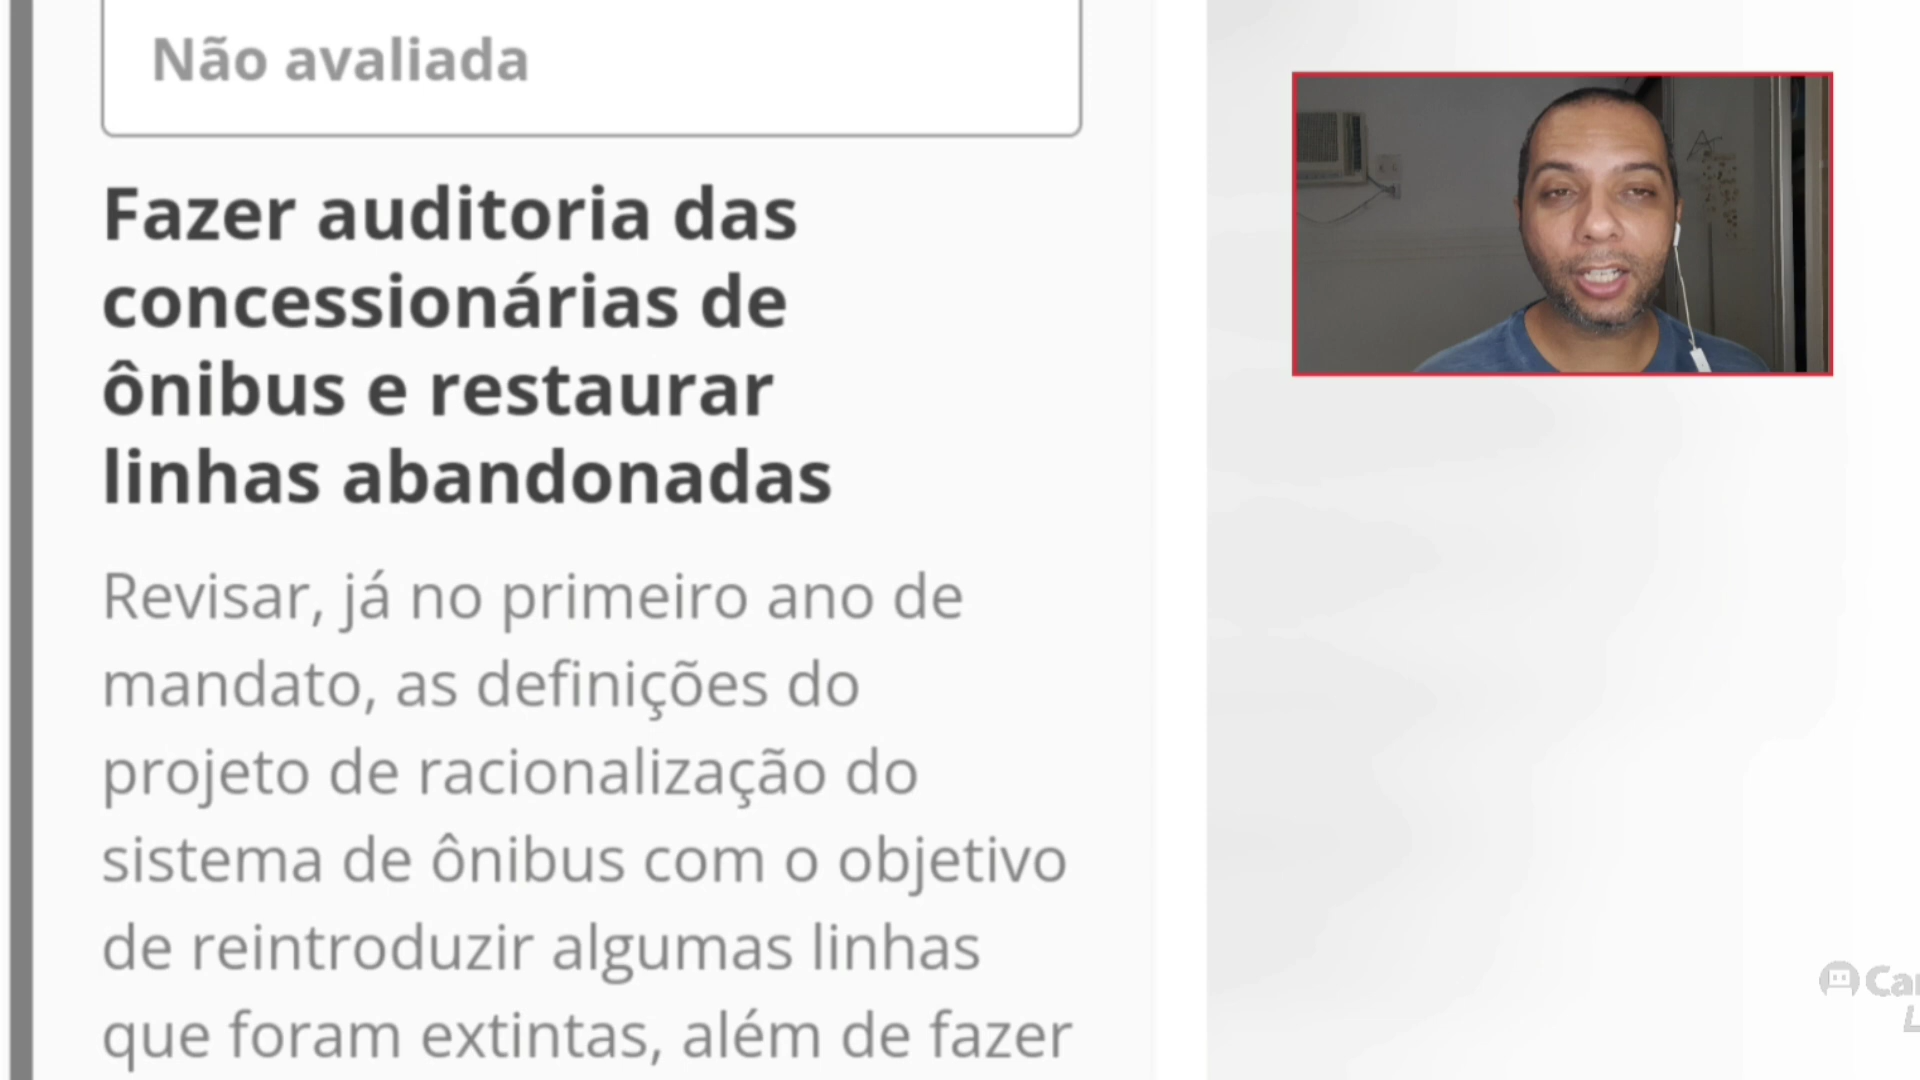 Não avaliada
Fazer auditoria das
concessionárias de
ônibus e restaurar
linhas abandonadas
Revisar, já no primeiro ano de
mandato, as definições do
projeto de racionalização do
sistema de ônibus com o objetivo
de reintroduzir algumas linhas
que foram extintas, além de fazer